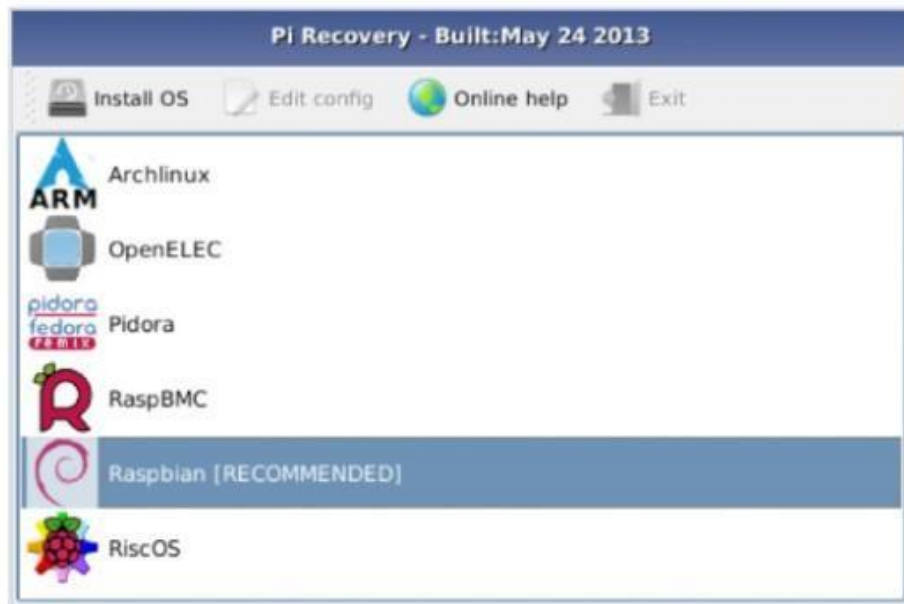 Pi Recovery - Built:May 24 2013
Install OS Edit config Online help Exit
ARM Archlinux
OpenELEC
pidora
fedora Pidora
REMIX
RaspBMC
Raspbian [RECOMMENDED]
RiscOS